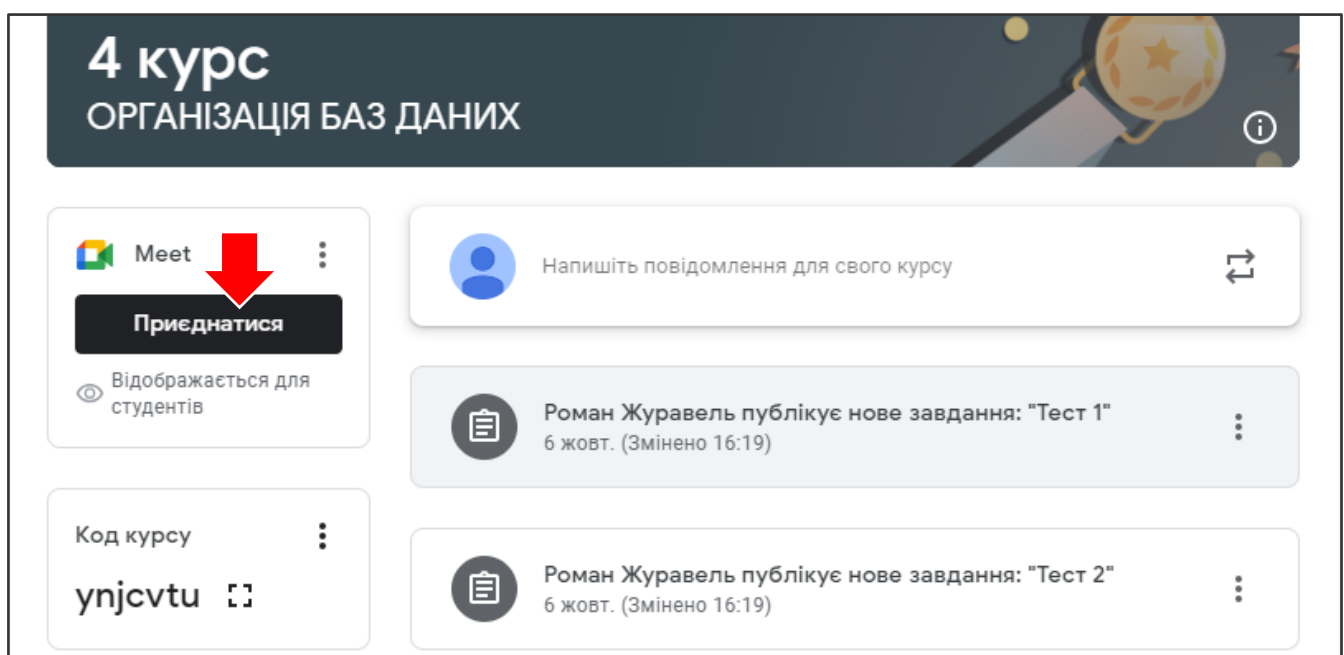 4 курс
ОРГАНІЗАЦІЯ БАЗ ДАНИХ
Meet
Приєднатися
Відображається для
студентів
Код курсу
ynjcvtu
Напишіть повідомлення для свого курсу
Роман Журавель публікує нове завдання: "Тест 1"
6 жовт. (Змінено 16:19)
Роман Журавель публікує нове завдання: "Тест 2"
6 жовт. (Змінено 16:19)